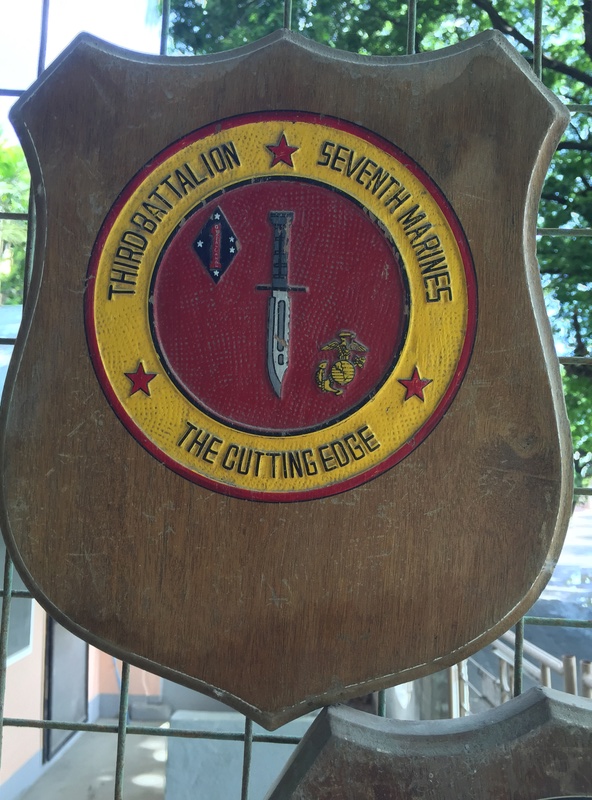 THIRD BATTALION
SEVENTH MARINES
THE CUTTING EDGE